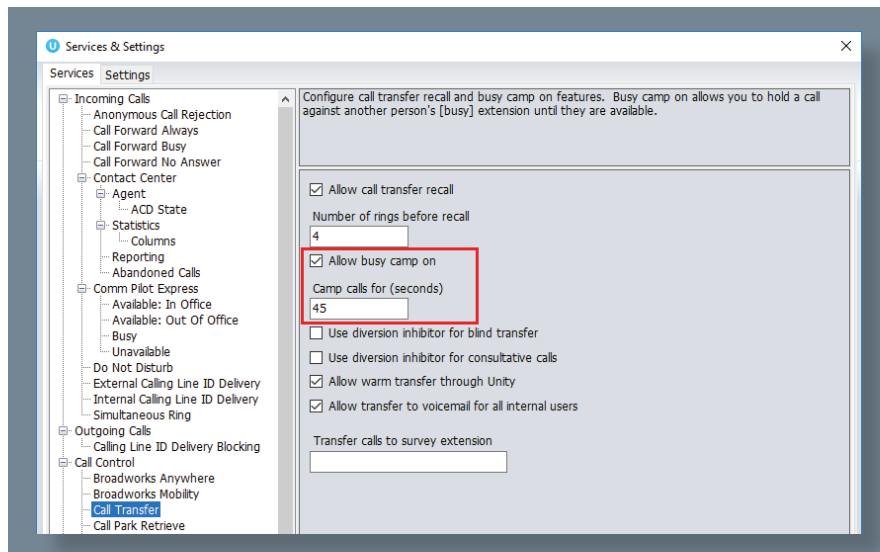 Services & Settings
Services Settings
Incoming Calls
Anonymous Call Rejection
Call Forward Always
Call Forward Busy
Call Forward No Answer
Contact Center
Agent
ACD State
Statistics
Columns
Reporting
Abandoned Calls
Comm Pilot Express
Available: In Office
Available: Out Of Office
Busy
Unavailable
Do Not Disturb
External Calling Line ID Delivery
Internal Calling Line ID Delivery
Simultaneous Ring
Outgoing Calls
Calling Line ID Delivery Blocking
Call Control
Broadworks Anywhere
Broadworks Mobility
Call Transfer
Call Park Retrieve
Configure call transfer recall and busy camp on features. Busy camp on allows you to hold a call
against another person's [busy] extension until they are available.
Allow call transfer recall
Number of rings before recall
4
Allow busy camp on
Camp calls for (seconds)
45
Use diversion inhibitor for blind transfer
Use diversion inhibitor for consultative calls
Allow warm transfer through Unity
Allow transfer to voicemail for all internal users
Transfer calls to survey extension